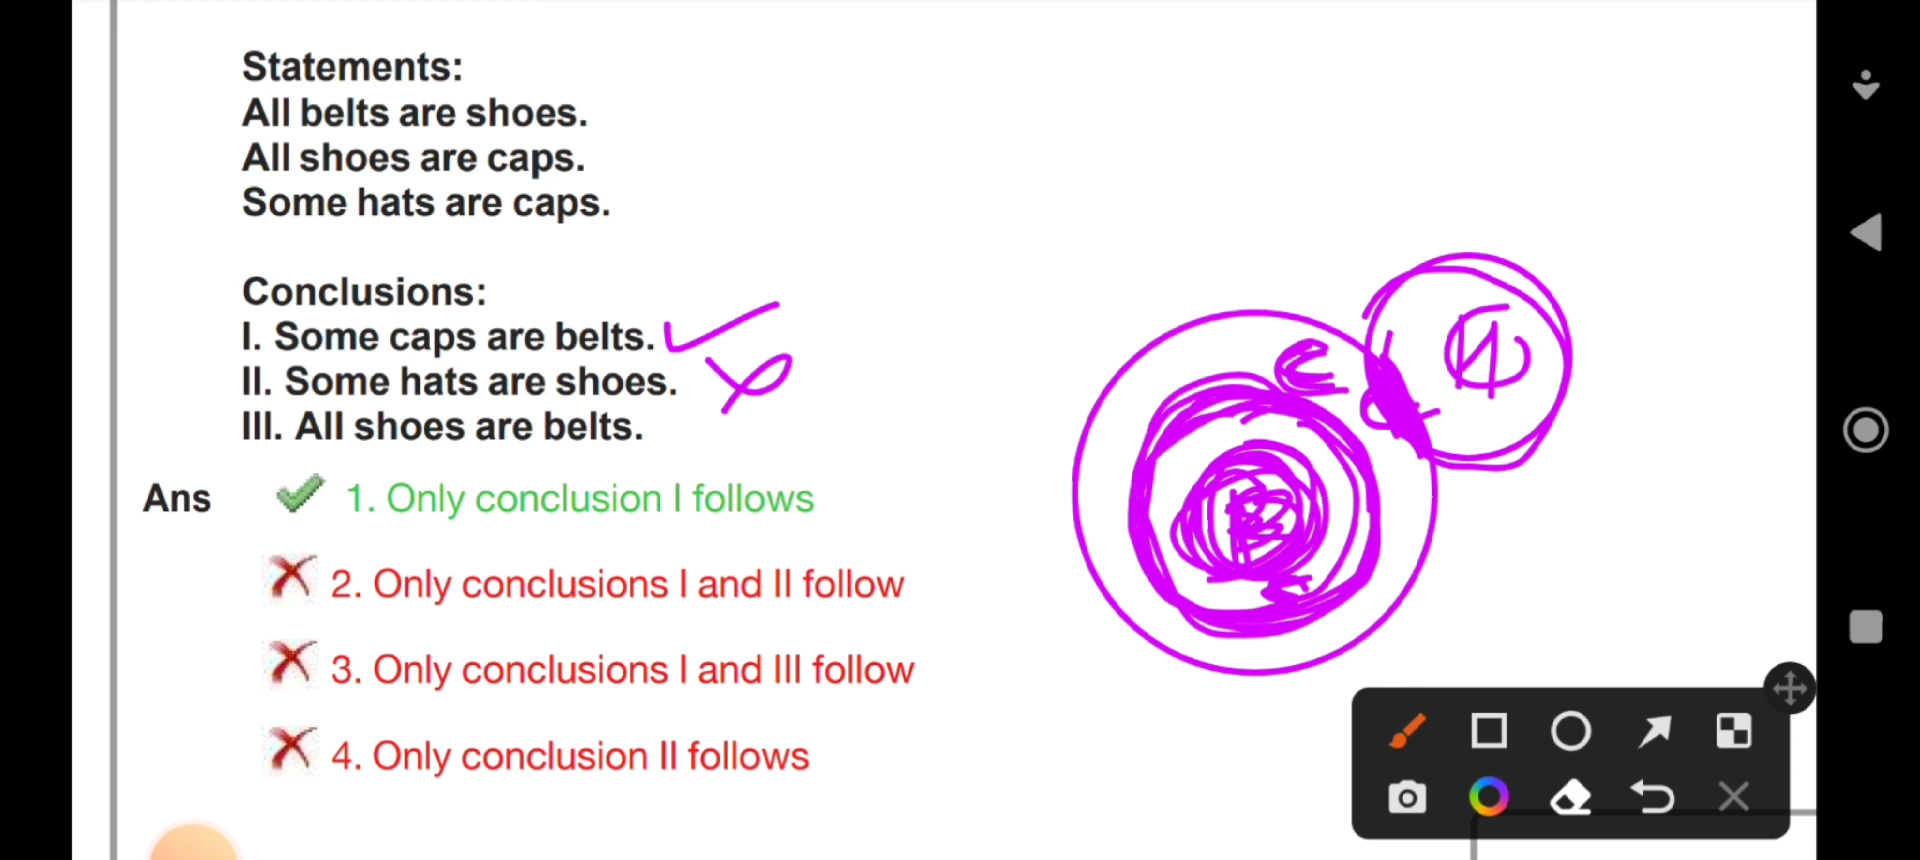 Statements:
All belts are shoes.
All shoes are caps.
Some hats are caps.
Conclusions:
I. Some caps are belts.
II. Some hats are shoes.
III. All shoes are belts.
Ans 1. Only conclusion I follows
2. Only conclusions I and II follow
3. Only conclusions I and III follow
4. Only conclusion II follows
C
B